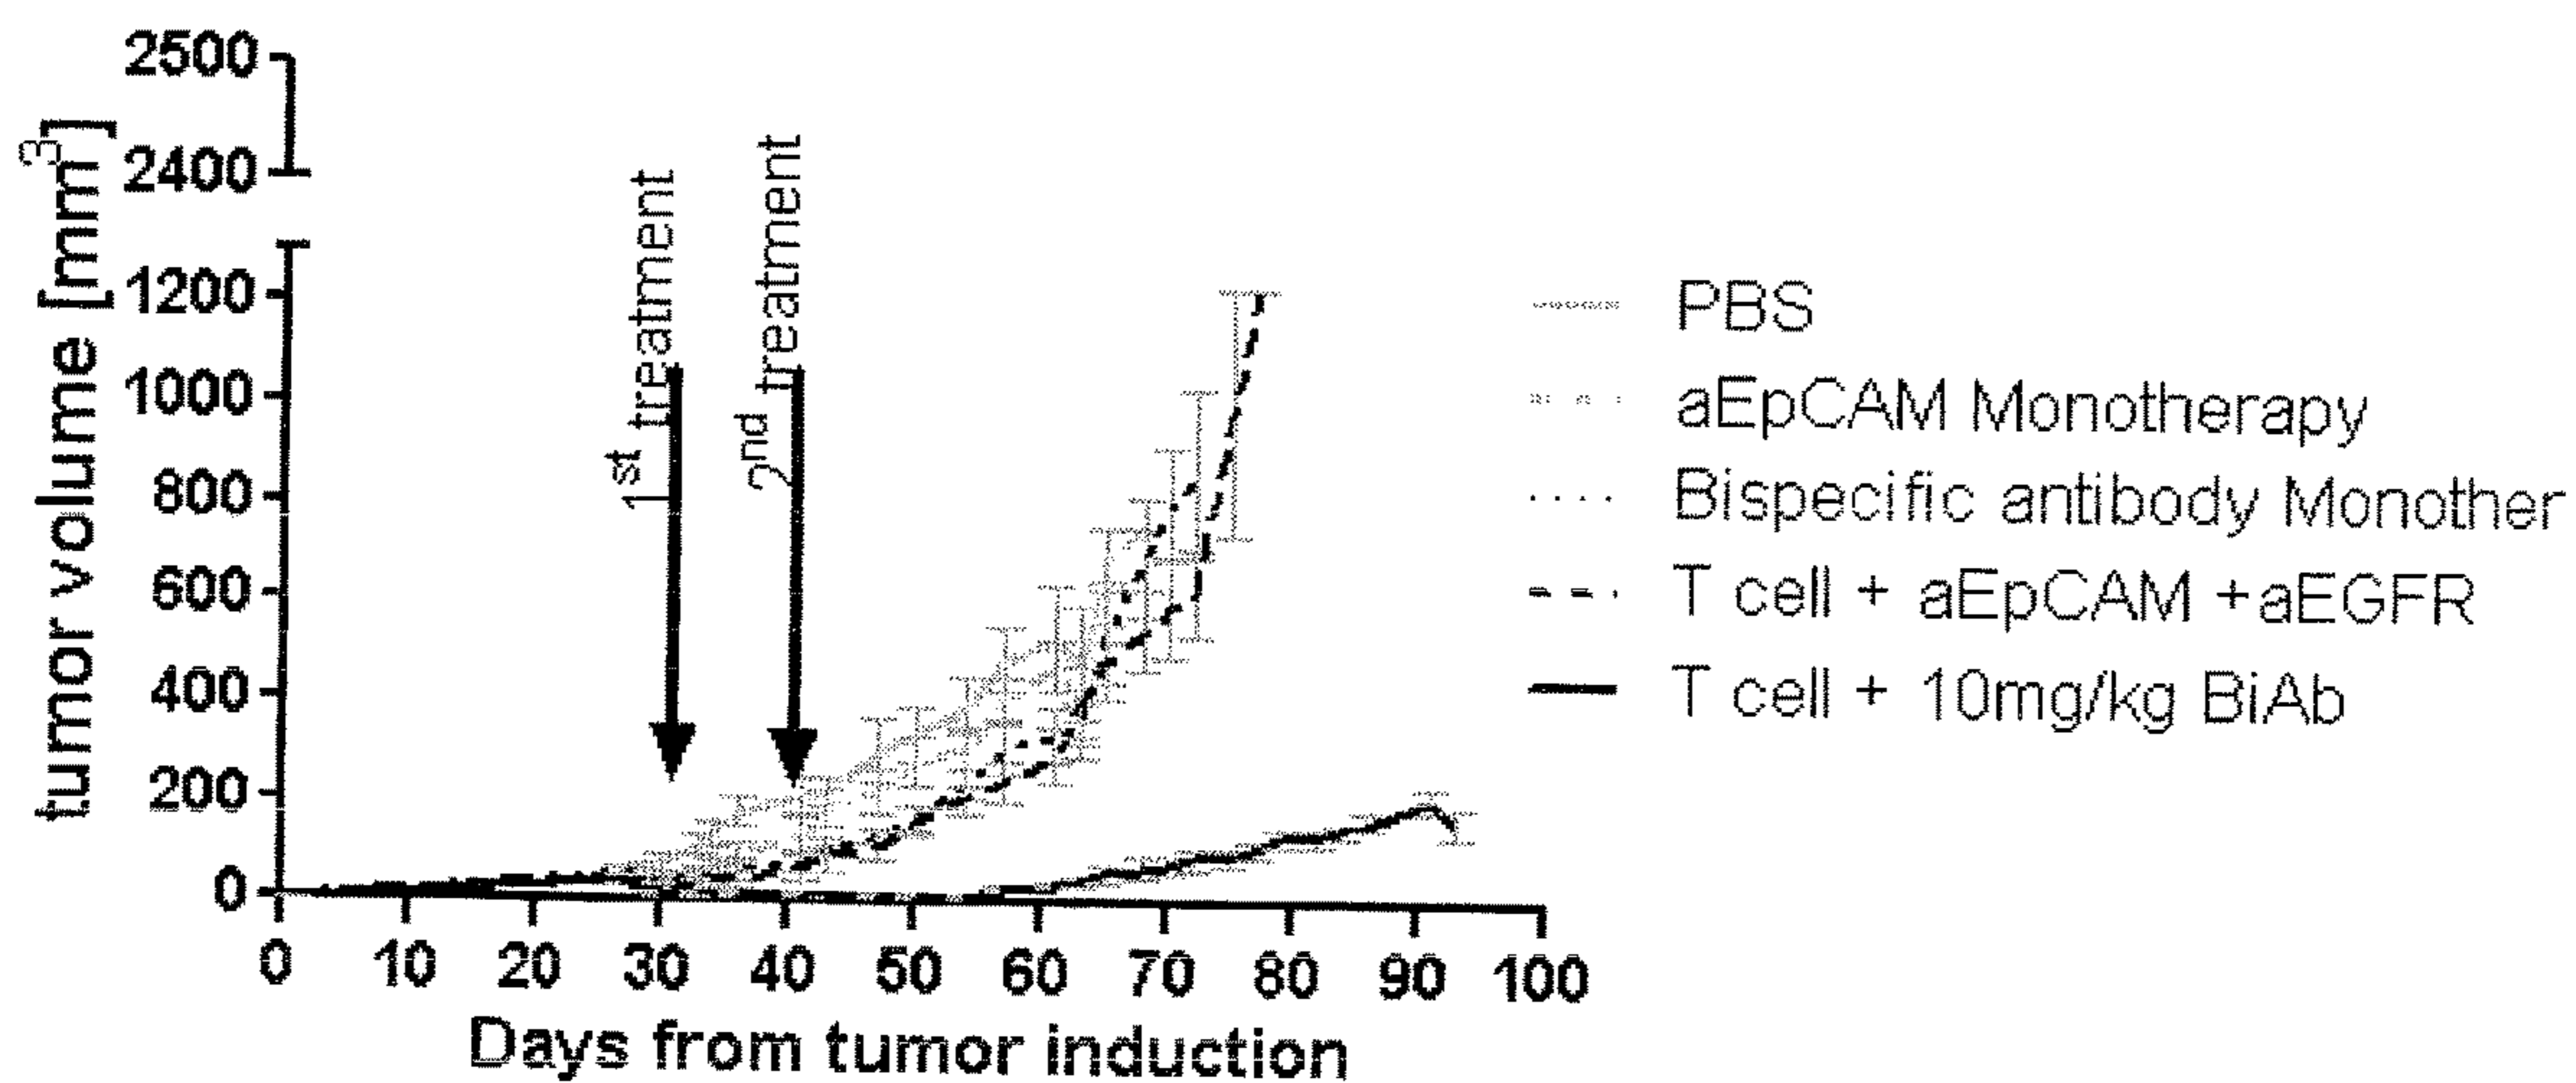 2500
2400
1200
1000
800
600
400
200
0
tumor volume [mm³]
1st treatment
2nd treatment
0 10 20 30 40 50 60 70 80 90 100
Days from tumor induction
PBS
aEpCAM Monotherapy
Bispecific antibody Monother
T cell + aEpCAM +aEGFR
T cell + 10mg/kg BiAb